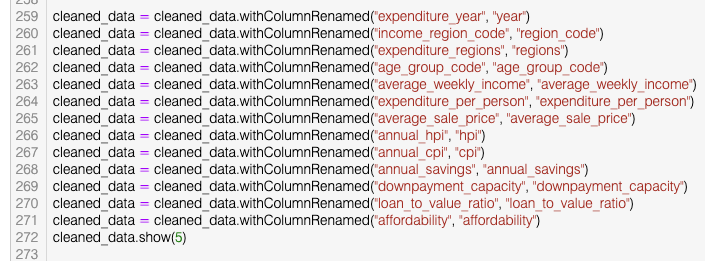 259 cleaned_data = cleaned_data.withColumnRenamed("expenditure_year", "year")
260 cleaned_data = cleaned_data.withColumnRenamed("income_region_code", "region_code")
261 cleaned_data = cleaned_data.withColumnRenamed("expenditure_regions", "regions")
262 cleaned_data = cleaned_data.withColumnRenamed("age_group_code", "age_group_code")
263 cleaned_data = cleaned_data.withColumnRenamed("average_weekly_income", "average_weekly_income")
264 cleaned_data = cleaned_data.withColumnRenamed("expenditure_per_person", "expenditure_per_person")
265 cleaned_data = cleaned_data.withColumnRenamed("average_sale_price", "average_sale_price")
266 cleaned_data = cleaned_data.withColumnRenamed("annual_hpi", "hpi")
267 cleaned_data = cleaned_data.withColumnRenamed("annual_cpi", "cpi")
268 cleaned_data = cleaned_data.withColumnRenamed("annual_savings", "annual_savings")
269 cleaned_data = cleaned_data.withColumnRenamed("downpayment_capacity", "downpayment_capacity")
270 cleaned_data = cleaned_data.withColumnRenamed("loan_to_value_ratio", "loan_to_value_ratio")
271 cleaned_data = cleaned_data.withColumnRenamed("affordability", "affordability")
272 cleaned_data.show(5)
273